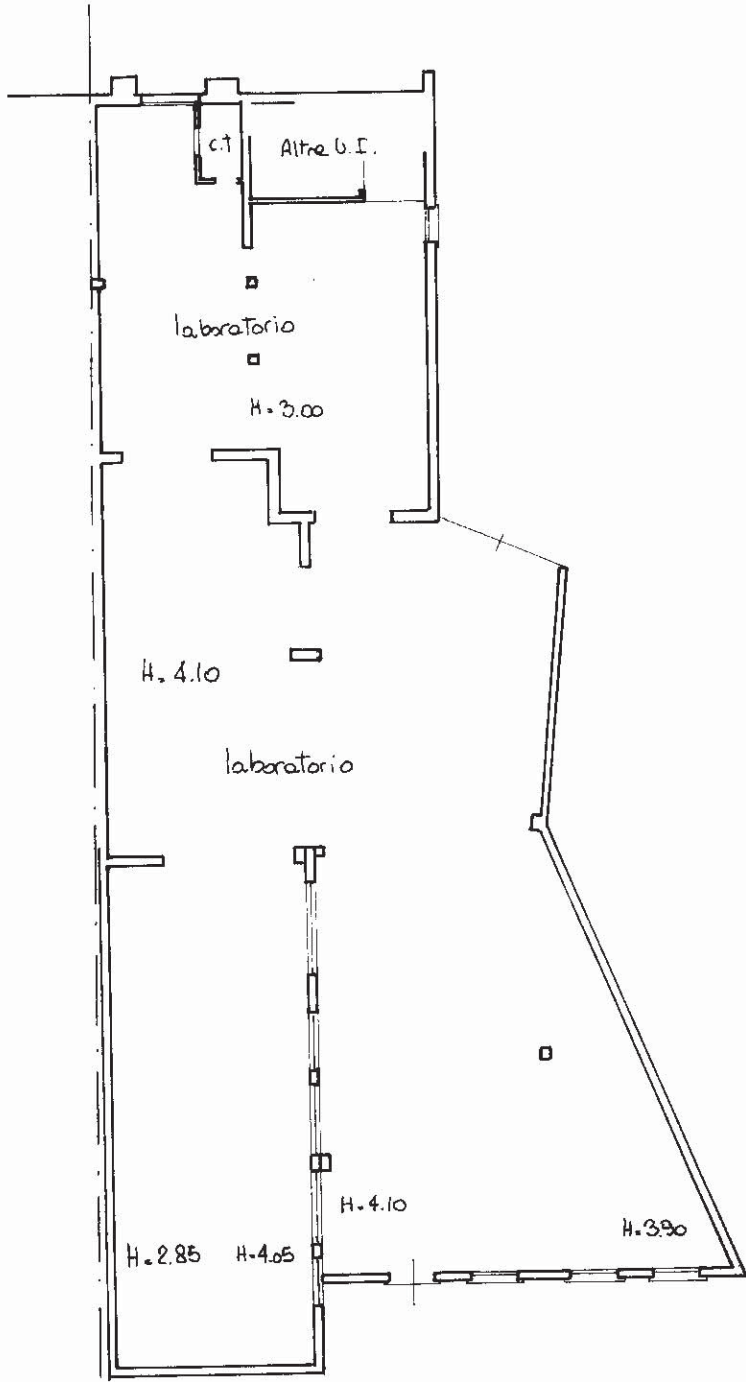 c.t Altre U.I.
laboratorio
H=3.00
H=4.10
laboratorio
H=4.10
H=3.90
H=2.85 H=4.05